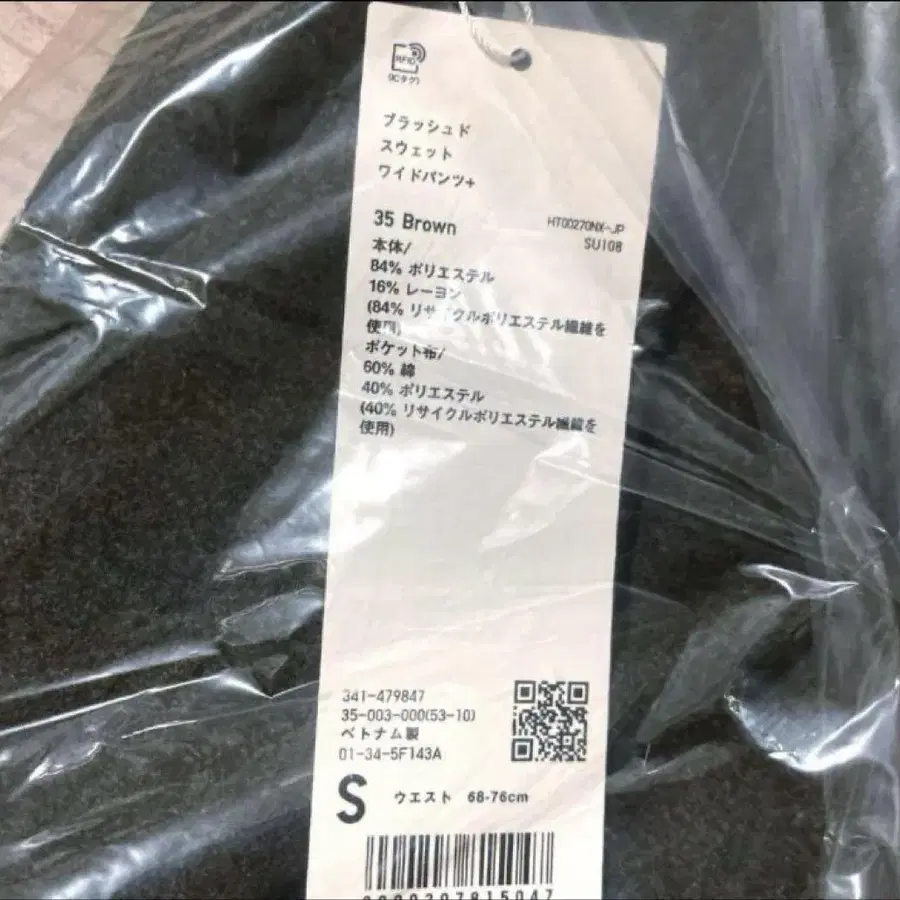 RFID
(ICタグ)
ブラッシュド
スウェット
ワイドパンツ+
35 Brown
HT00270NX-JP
SU108
本体/
84% ポリエステル
16% レーヨン
(84% リサイクルポリエステル繊維を
使用)
ポケット布/
60% 綿
40% ポリエステル
(40% リサイクルポリエステル繊維を
使用)
341-479847
35-003-000(53-10)
ベトナム製
01-34-5F143A
S ウエスト 68-76cm